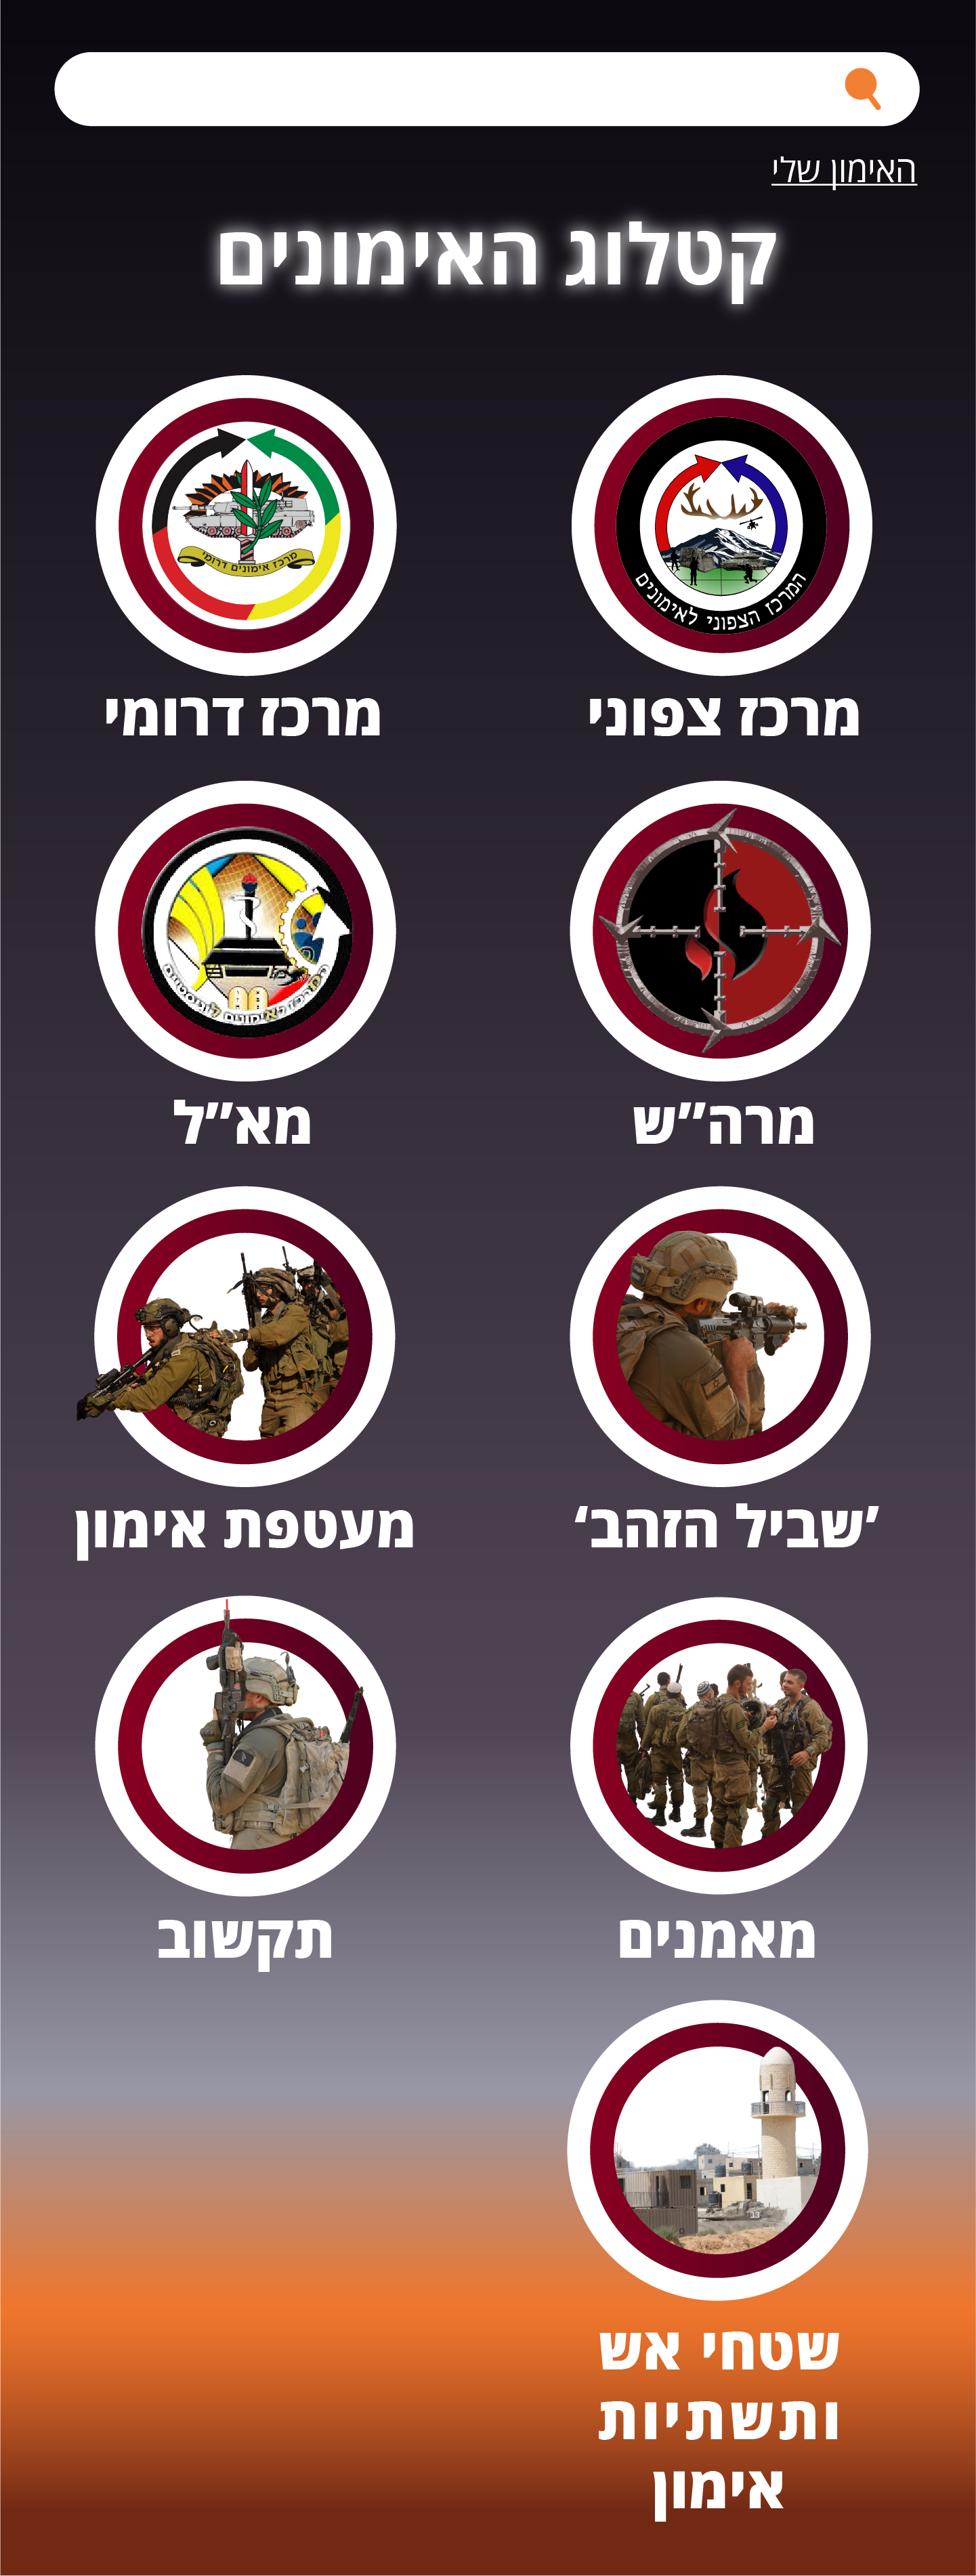 האימון שלי
קטלוג האימונים
המרכז הצפוני לאימונים
מרכז אימונים דרומי
מרכז צפוני
מרכז דרומי
המרכז לאימונים לוגיסטיים
מרה"ש
מא"ל
'שביל הזהב'
מעטפת אימון
מאמנים
תקשוב
שטחי אש
ותשתיות
אימון